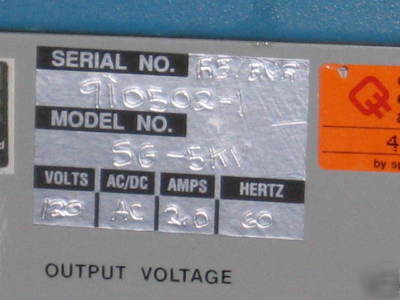 SERIAL NO.
910502-1
MODEL NO.
SG-5KV
VOLTS AC/DC AMPS HERTZ
120 AC 2.0 60
4
by sp
OUTPUT VOLTAGE